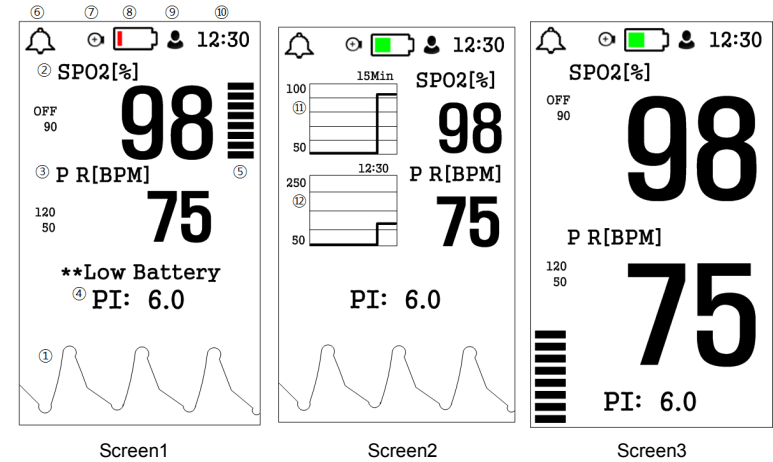 ⑥ ⑦ ⑧ ⑨ ⑩
12:30
② SPO2[%]
OFF
90
98
③ P R[BPM]
⑤
120
50
75
**Low Battery
④ PI: 6.0
①
Screen1
12:30
15Min
SPO2[%]
100
⑪
50
98
12:30
P R[BPM]
250
⑫
50
75
PI: 6.0
Screen2
12:30
SPO2[%]
OFF
90
98
P R[BPM]
120
50
75
PI: 6.0
Screen3